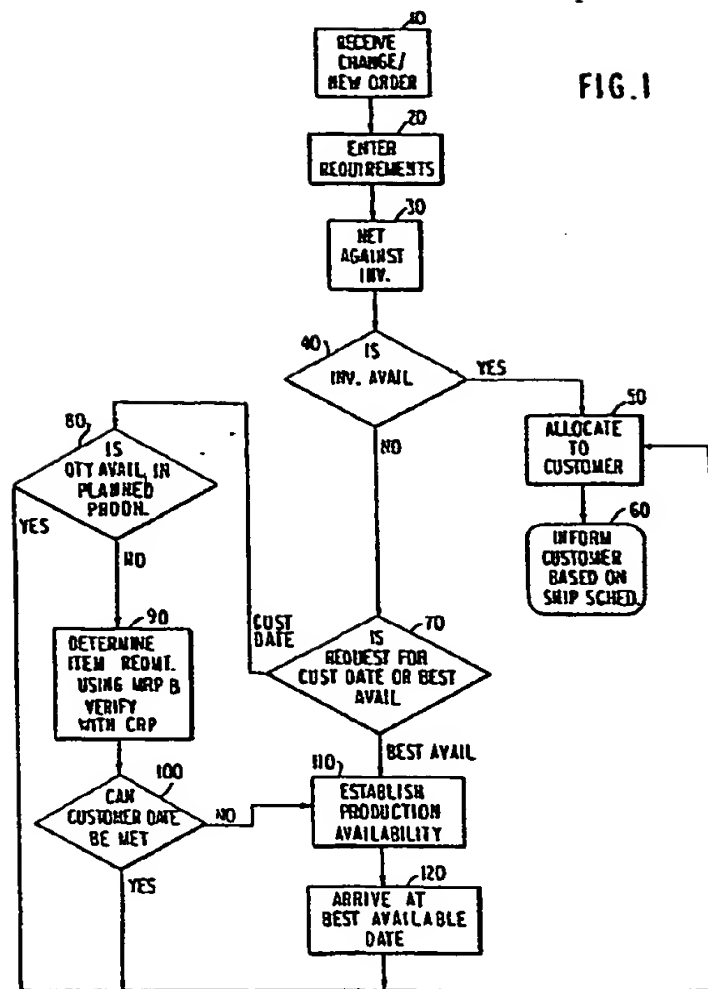 10
RECEIVE
CHANGE/
NEW ORDER
FIG.1
20
ENTER
REQUIREMENTS
30
NET
AGAINST
INV.
40
IS
INV. AVAIL
YES
NO
50
ALLOCATE
TO
CUSTOMER
60
INFORM
CUSTOMER
BASED ON
SHIP SCHED.
80
IS
QTY AVAIL. IN
PLANNED
PRODN.
YES
NO
CUST
DATE
70
IS
REQUEST FOR
CUST DATE OR BEST
AVAIL
BEST AVAIL
90
DETERMINE
ITEM REQMT.
USING MRP &
VERIFY
WITH CRP
100
CAN
CUSTOMER DATE
BE MET
NO
YES
110
ESTABLISH
PRODUCTION
AVAILABILITY
120
ARRIVE AT
BEST AVAILABLE
DATE